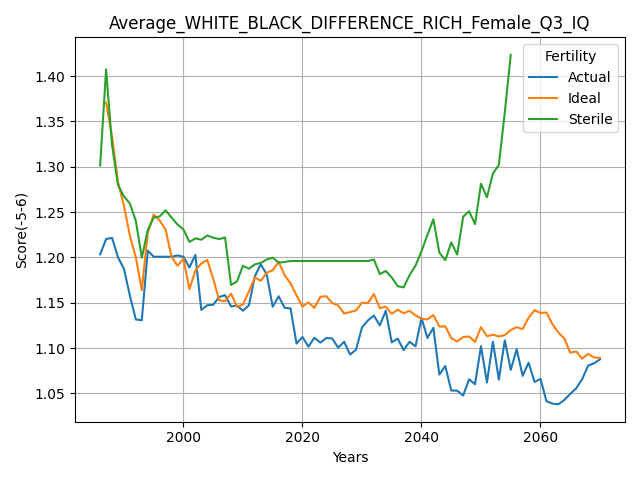 Average_WHITE_BLACK_DIFFERENCE_RICH_Female_Q3_IQ
Fertility
Actual
Ideal
Sterile
Score(-5-6)
1.40
1.35
1.30
1.25
1.20
1.15
1.10
1.05
2000 2020 2040 2060
Years